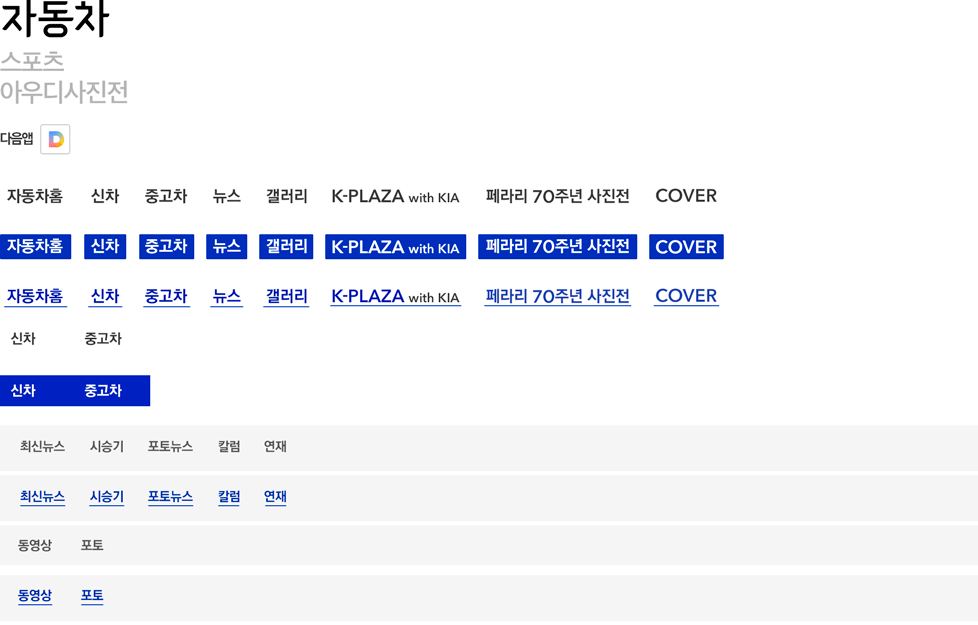 자동차
스포츠
아우디사진전
다음앱 D
자동차홈 신차 중고차 뉴스 갤러리 K-PLAZA with KIA 페라리 70주년 사진전 COVER
자동차홈 신차 중고차 뉴스 갤러리 K-PLAZA with KIA 페라리 70주년 사진전 COVER
자동차홈 신차 중고차 뉴스 갤러리 K-PLAZA with KIA 페라리 70주년 사진전 COVER
신차 중고차
신차 중고차
최신뉴스 시승기 포토뉴스 칼럼 연재
최신뉴스 시승기 포토뉴스 칼럼 연재
동영상 포토
동영상 포토